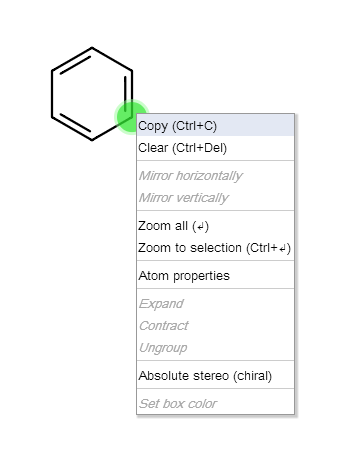 Copy (Ctrl+C)
Clear (Ctrl+Del)
Mirror horizontally
Mirror vertically
Zoom all (↲)
Zoom to selection (Ctrl+↲)
Atom properties
Expand
Contract
Ungroup
Absolute stereo (chiral)
Set box color